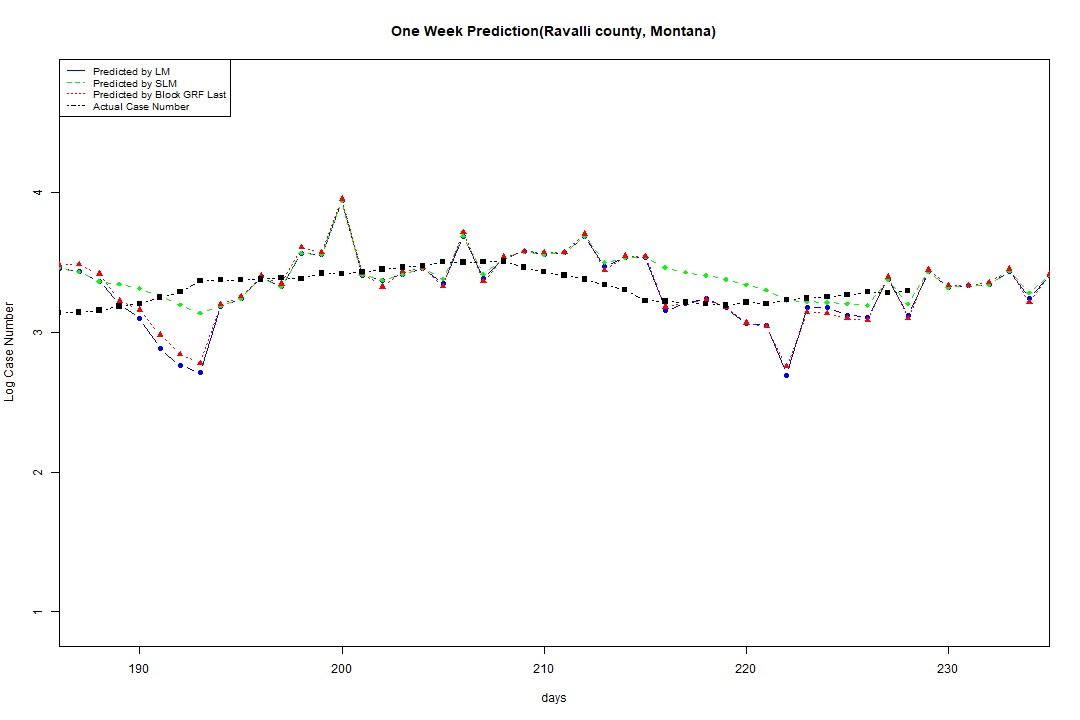 One Week Prediction(Ravalli county, Montana)
Predicted by LM
Predicted by SLM
Predicted by Block GRF Last
Actual Case Number
4
3
2
1
Log Case Number
190 200 210 220 230
days